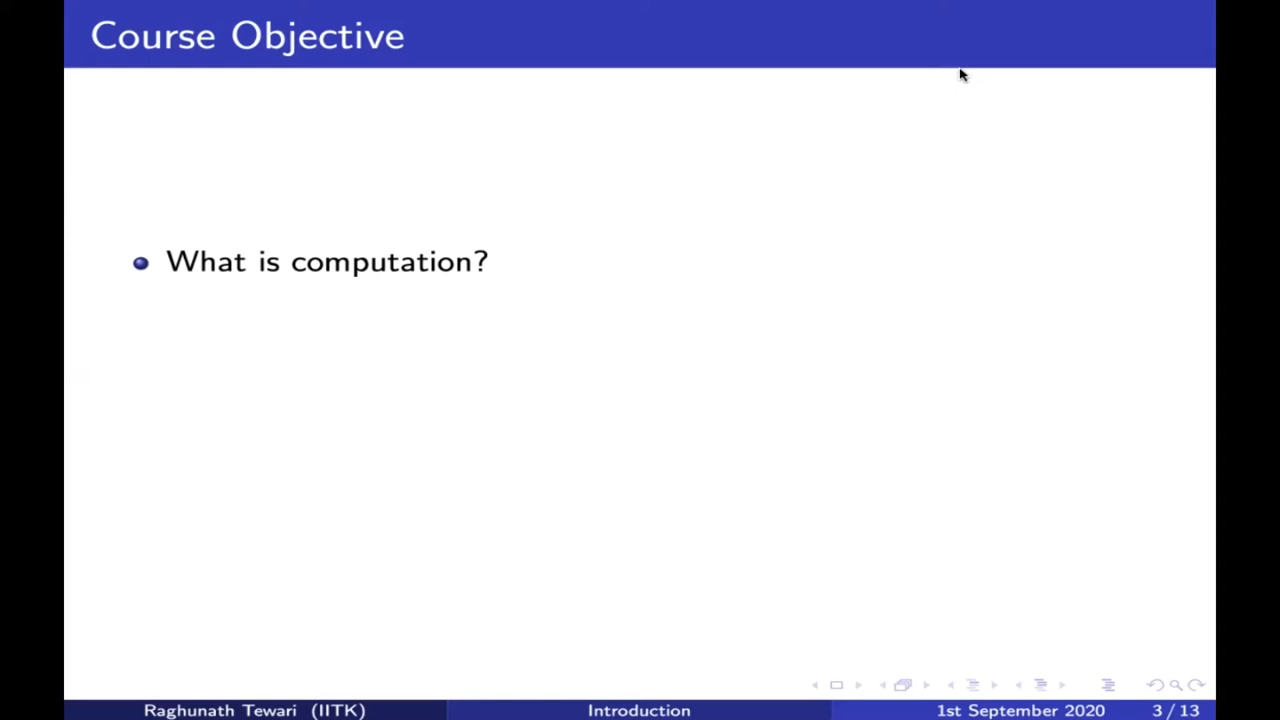 Course Objective
What is computation?
Raghunath Tewari (IITK) Introduction 1st September 2020 3 / 13